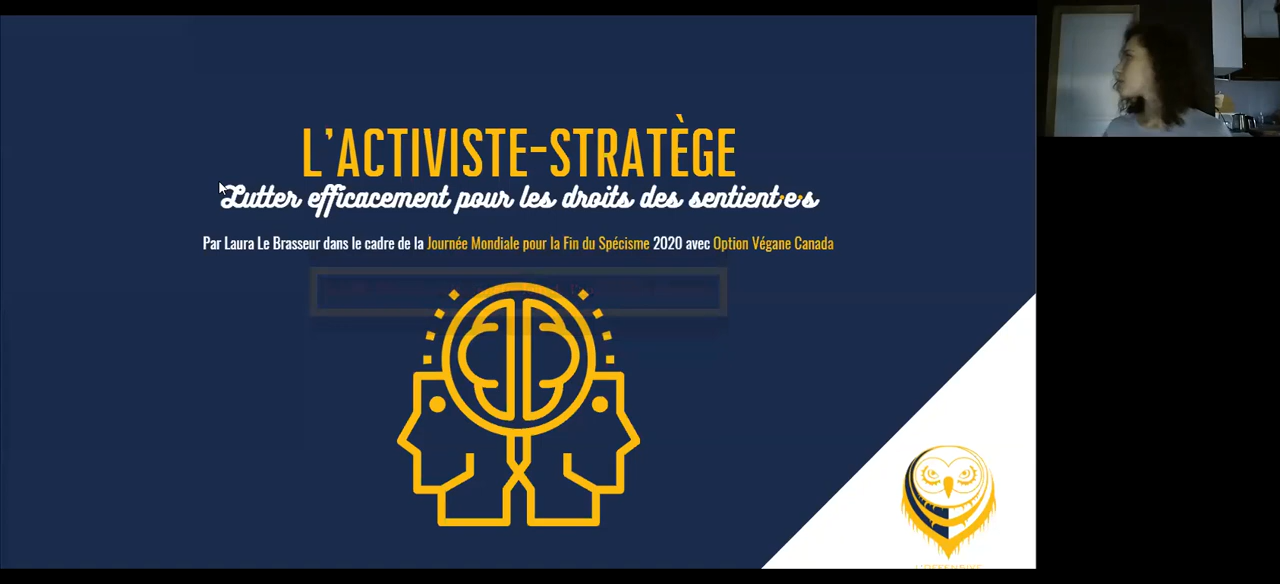 L'ACTIVISTE-STRATÈGE
Lutter efficacement pour les droits des sentient·e·s
Par Laura Le Brasseur dans le cadre de la Journée Mondiale pour la Fin du Spécisme 2020 avec Option Végane Canada